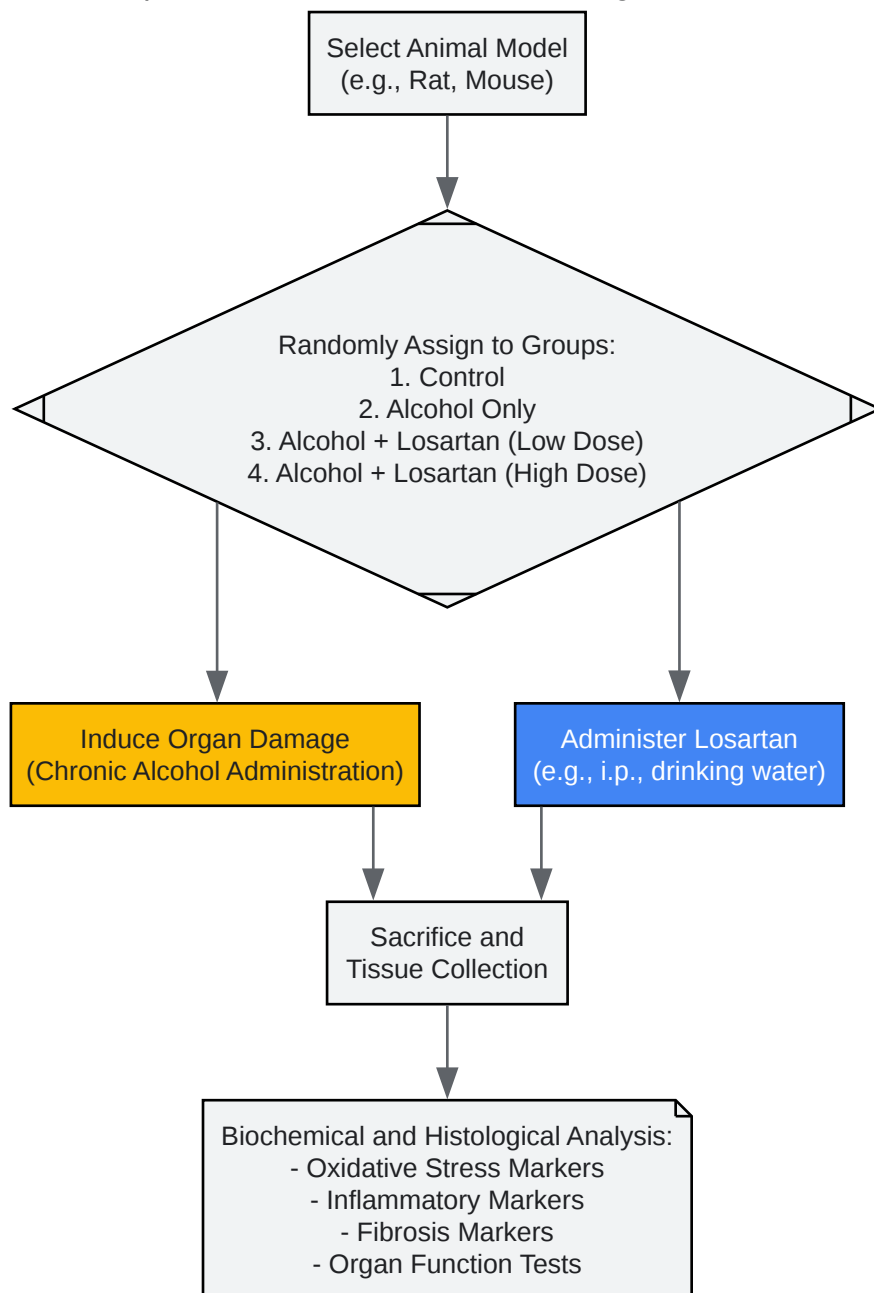 Select Animal Model
(e.g., Rat, Mouse)
Randomly Assign to Groups:
1. Control
2. Alcohol Only
3. Alcohol + Losartan (Low Dose)
4. Alcohol + Losartan (High Dose)
Induce Organ Damage
(Chronic Alcohol Administration)
Administer Losartan
(e.g., i.p., drinking water)
Sacrifice and
Tissue Collection
Biochemical and Histological Analysis:
- Oxidative Stress Markers
- Inflammatory Markers
- Fibrosis Markers
- Organ Function Tests